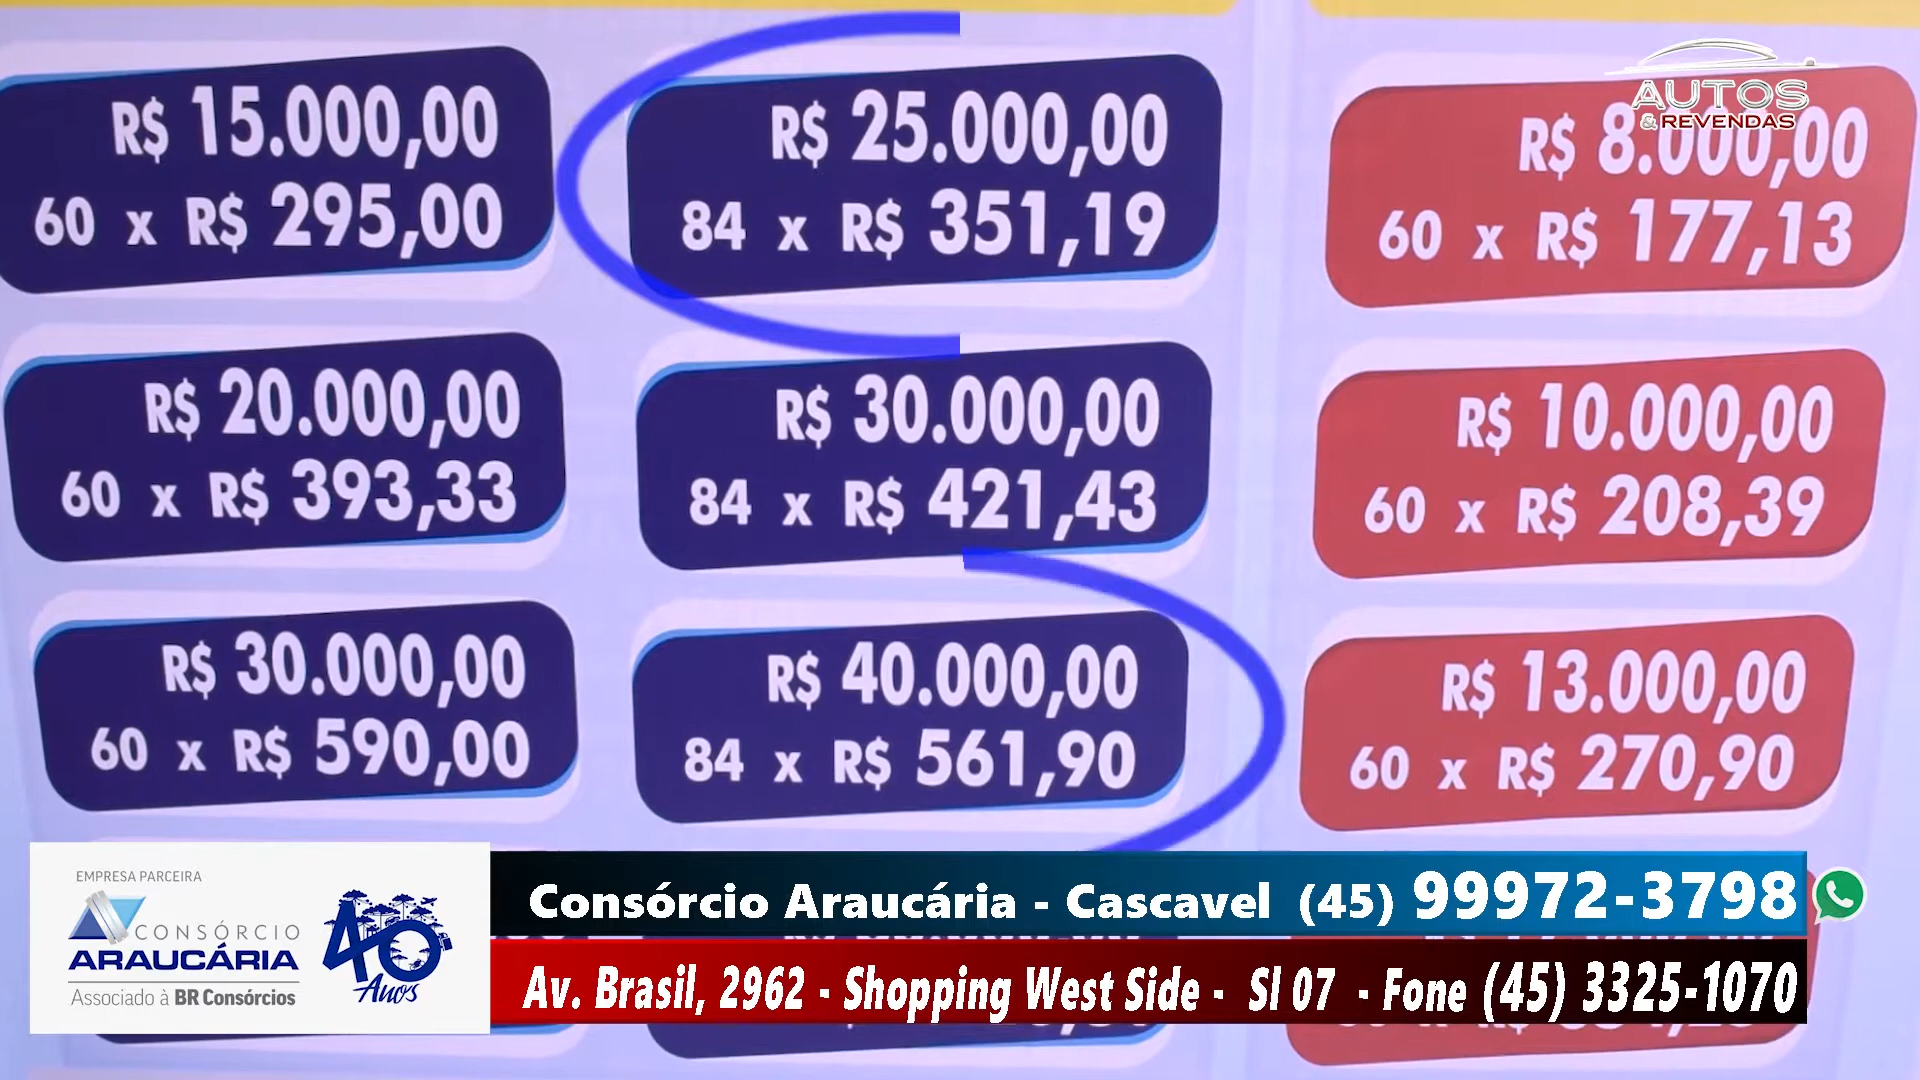 R$ 15.000,00
60 x R$ 295,00
R$ 25.000,00
84 x R$ 351,19
AUTOS
& REVENDAS
R$ 8.000,00
60 x R$ 177,13
R$ 20.000,00
60 x R$ 393,33
R$ 30.000,00
84 x R$ 421,43
R$ 10.000,00
60 x R$ 208,39
R$ 30.000,00
60 x R$ 590,00
R$ 40.000,00
84 x R$ 561,90
R$ 13.000,00
60 x R$ 270,90
EMPRESA PARCEIRA
CONSÓRCIO
ARAUCÁRIA
Associado à BR Consórcios
40
Anos
Consórcio Araucária - Cascavel (45) 99972-3798
Av. Brasil, 2962 - Shopping West Side - Sl 07 - Fone (45) 3325-1070